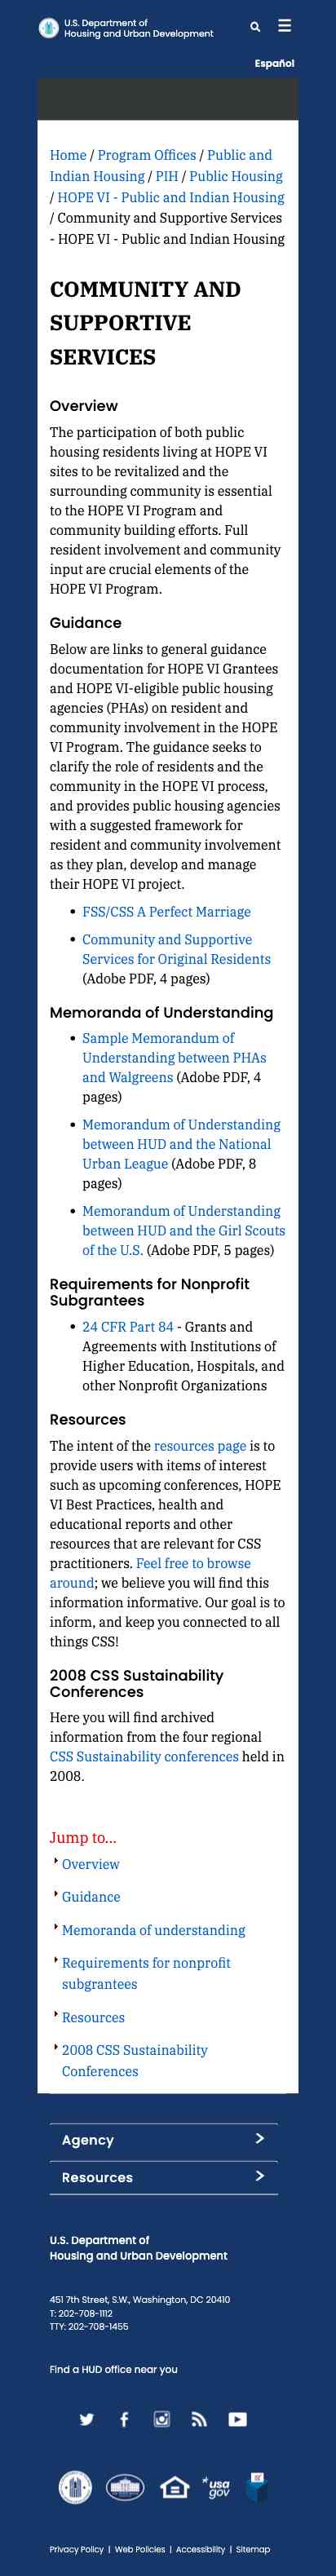 U.S. Department of
Housing and Urban Development
Español
Home / Program Offices / Public and
Indian Housing / PIH / Public Housing
/ HOPE VI - Public and Indian Housing
/ Community and Supportive Services
- HOPE VI - Public and Indian Housing
COMMUNITY AND
SUPPORTIVE
SERVICES
Overview
The participation of both public
housing residents living at HOPE VI
sites to be revitalized and the
surrounding community is essential
to the HOPE VI Program and
community building efforts. Full
resident involvement and community
input are crucial elements of the
HOPE VI Program.
Guidance
Below are links to general guidance
documentation for HOPE VI Grantees
and HOPE VI-eligible public housing
agencies (PHAs) on resident and
community involvement in the HOPE
VI Program. The guidance seeks to
clarify the role of residents and the
community in the HOPE VI process,
and provides public housing agencies
with a suggested framework for
resident and community involvement
as they plan, develop and manage
their HOPE VI project.
• FSS/CSS A Perfect Marriage
• Community and Supportive
Services for Original Residents
(Adobe PDF, 4 pages)
Memoranda of Understanding
• Sample Memorandum of
Understanding between PHAs
and Walgreens (Adobe PDF, 4
pages)
• Memorandum of Understanding
between HUD and the National
Urban League (Adobe PDF, 8
pages)
• Memorandum of Understanding
between HUD and the Girl Scouts
of the U.S. (Adobe PDF, 5 pages)
Requirements for Nonprofit
Subgrantees
• 24 CFR Part 84 - Grants and
Agreements with Institutions of
Higher Education, Hospitals, and
other Nonprofit Organizations
Resources
The intent of the resources page is to
provide users with items of interest
such as upcoming conferences, HOPE
VI Best Practices, health and
educational reports and other
resources that are relevant for CSS
practitioners. Feel free to browse
around; we believe you will find this
information informative. Our goal is to
inform, and keep you connected to all
things CSS!
2008 CSS Sustainability
Conferences
Here you will find archived
information from the four regional
CSS Sustainability conferences held in
2008.
Jump to...
Overview
Guidance
Memoranda of understanding
Requirements for nonprofit
subgrantees
Resources
2008 CSS Sustainability
Conferences
Agency
Resources
U.S. Department of
Housing and Urban Development
451 7th Street, S.W., Washington, DC 20410
T: 202-708-1112
TTY: 202-708-1455
Find a HUD office near you
usa
gov
Privacy Policy | Web Policies | Accessibility | Sitemap